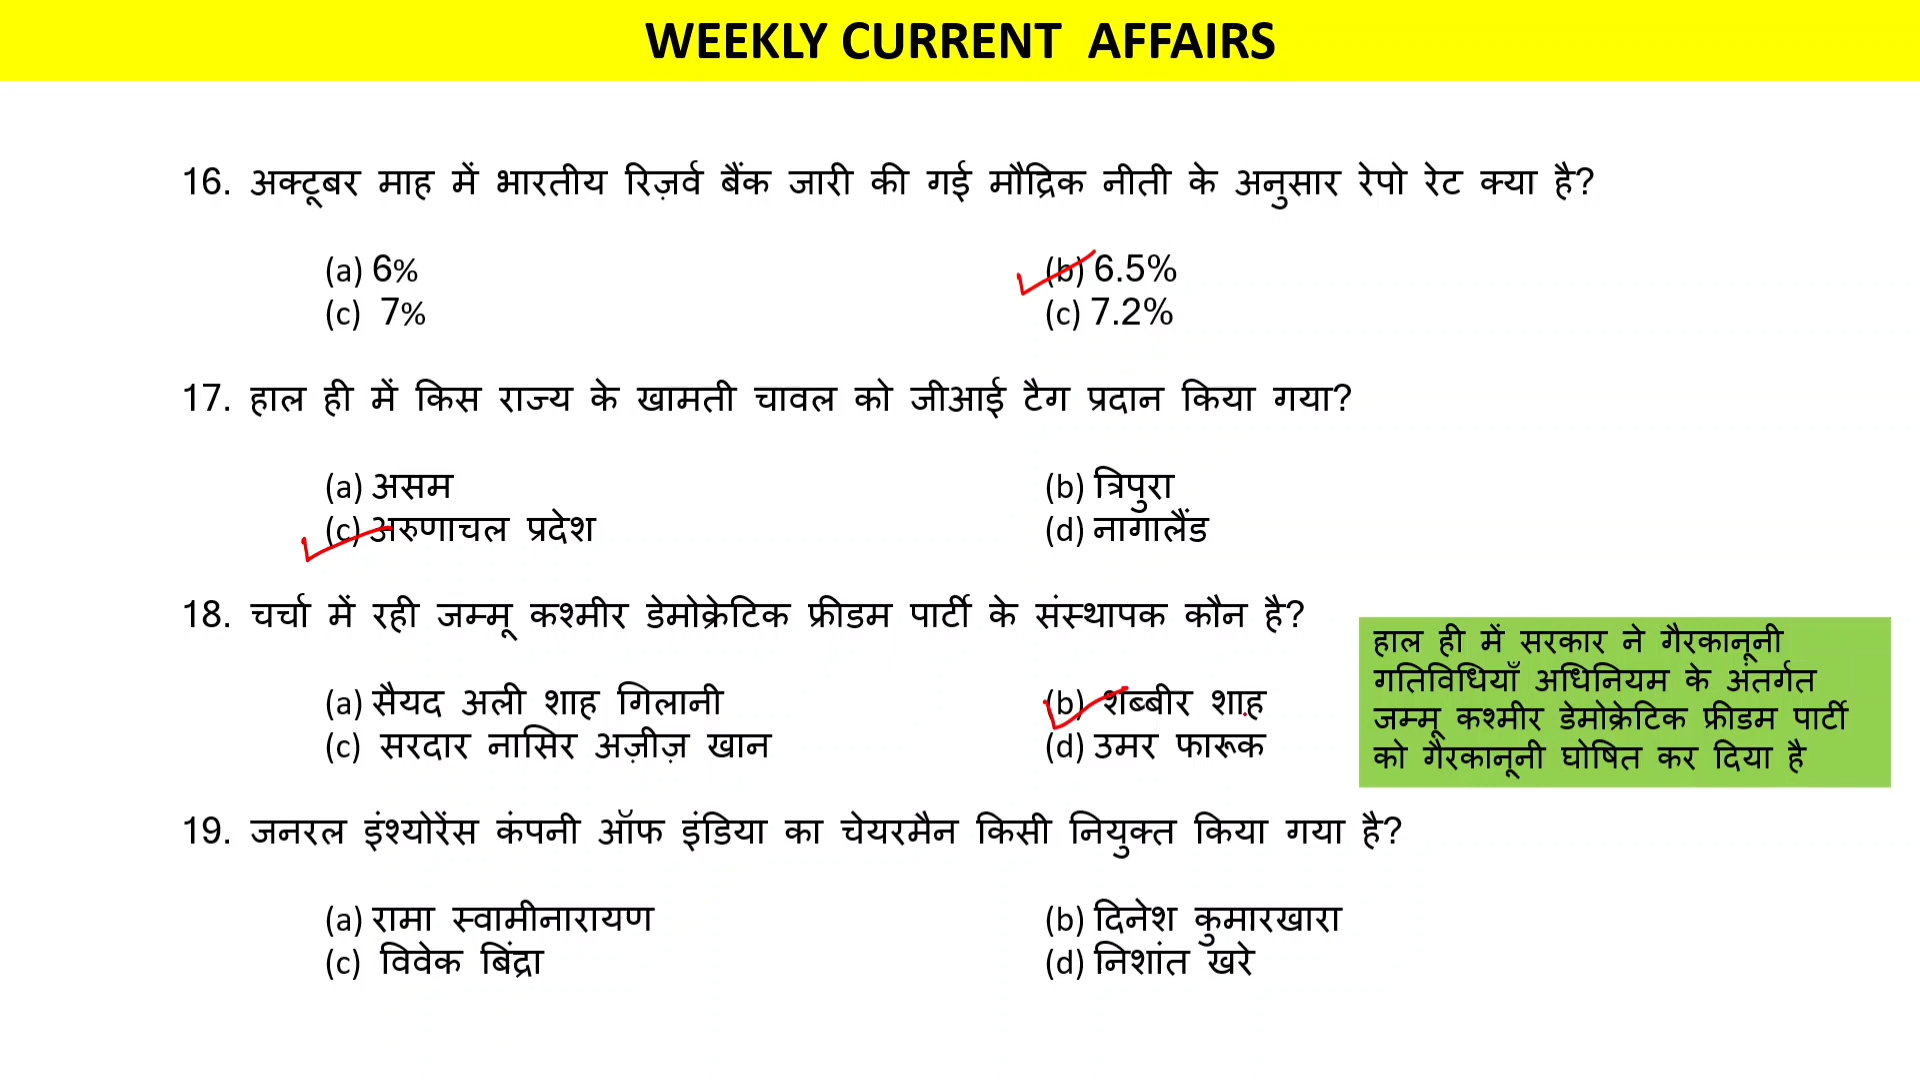 WEEKLY CURRENT AFFAIRS
16. अक्टूबर माह में भारतीय रिज़र्व बैंक जारी की गई मौद्रिक नीती के अनुसार रेपो रेट क्या है?
(a) 6% (b) 6.5%
(c) 7% (c) 7.2%
17. हाल ही में किस राज्य के खामती चावल को जीआई टैग प्रदान किया गया?
(a) असम (b) त्रिपुरा
(c) अरुणाचल प्रदेश (d) नागालैंड
18. चर्चा में रही जम्मू कश्मीर डेमोक्रेटिक फ्रीडम पार्टी के संस्थापक कौन है?
(a) सैयद अली शाह गिलानी (b) शब्बीर शाह
(c) सरदार नासिर अज़ीज़ खान (d) उमर फारूक
हाल ही में सरकार ने गैरकानूनी
गतिविधियाँ अधिनियम के अंतर्गत
जम्मू कश्मीर डेमोक्रेटिक फ्रीडम पार्टी
को गैरकानूनी घोषित कर दिया है
19. जनरल इंश्योरेंस कंपनी ऑफ इंडिया का चेयरमैन किसी नियुक्त किया गया है?
(a) रामा स्वामीनारायण (b) दिनेश कुमारखारा
(c) विवेक बिंद्रा (d) निशांत खरे